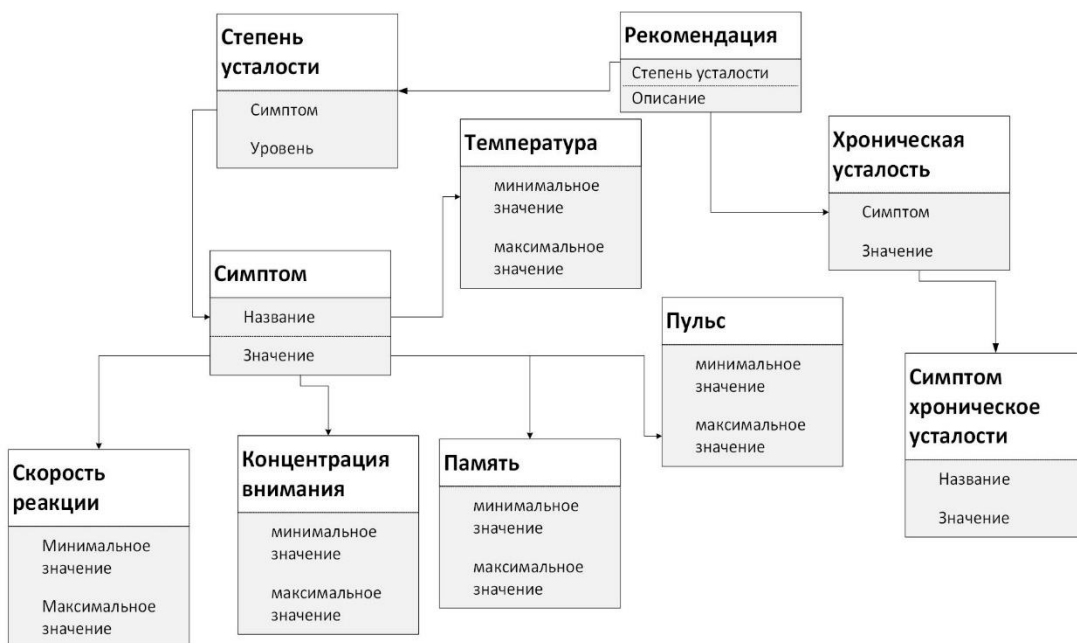 Степень
усталости
Симптом
Уровень
Рекомендация
Степень усталости
Описание
Температура
минимальное
значение
максимальное
значение
Хроническая
усталость
Симптом
Значение
Симптом
Название
Значение
Пульс
минимальное
значение
максимальное
значение
Симптом
хроническое
усталости
Название
Значение
Скорость
реакции
Минимальное
значение
Максимальное
значение
Концентрация
внимания
минимальное
значение
максимальное
значение
Память
минимальное
значение
максимальное
значение